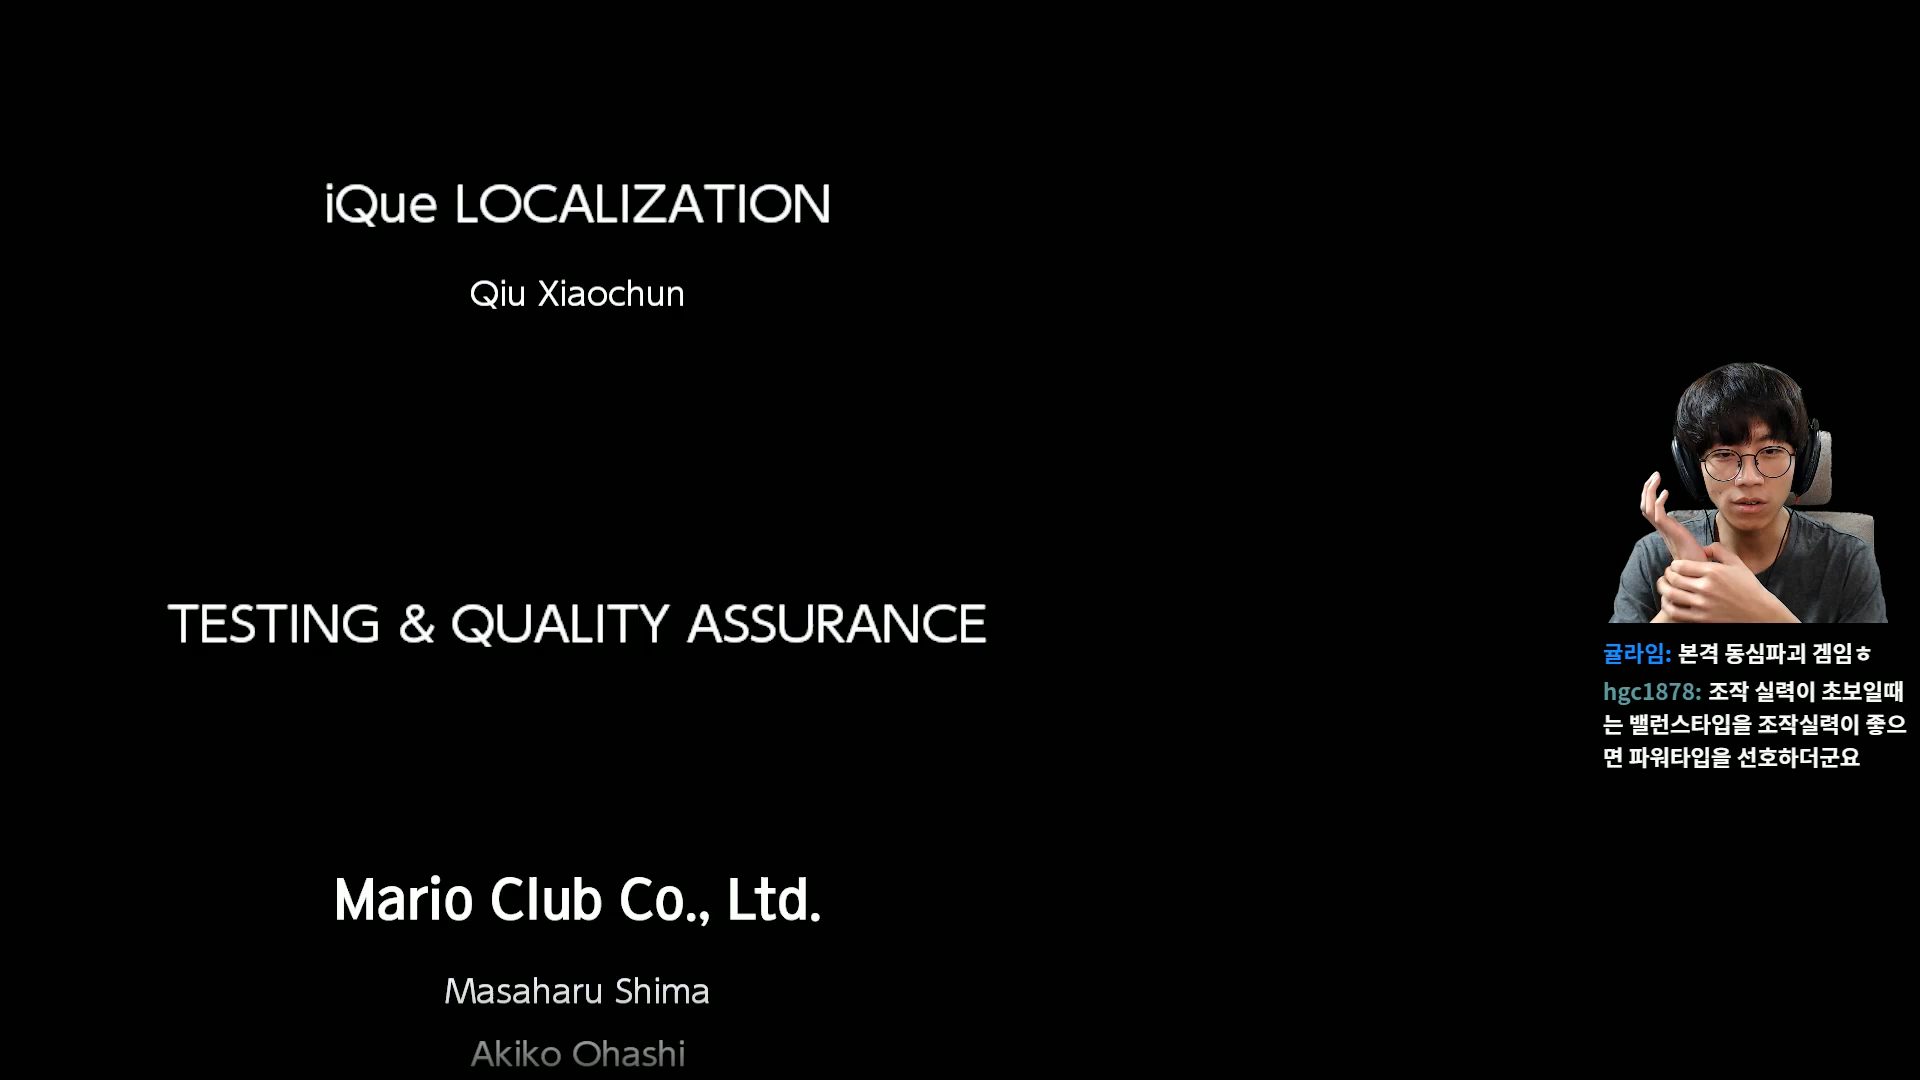 iQue LOCALIZATION
Qiu Xiaochun
TESTING & QUALITY ASSURANCE
Mario Club Co., Ltd.
Masaharu Shima
Akiko Ohashi
귤라임: 본격 동심파괴 겜임ㅎ
hgc1878: 조작 실력이 초보일때
는 밸런스타입을 조작실력이 좋으
면 파워타입을 선호하더군요